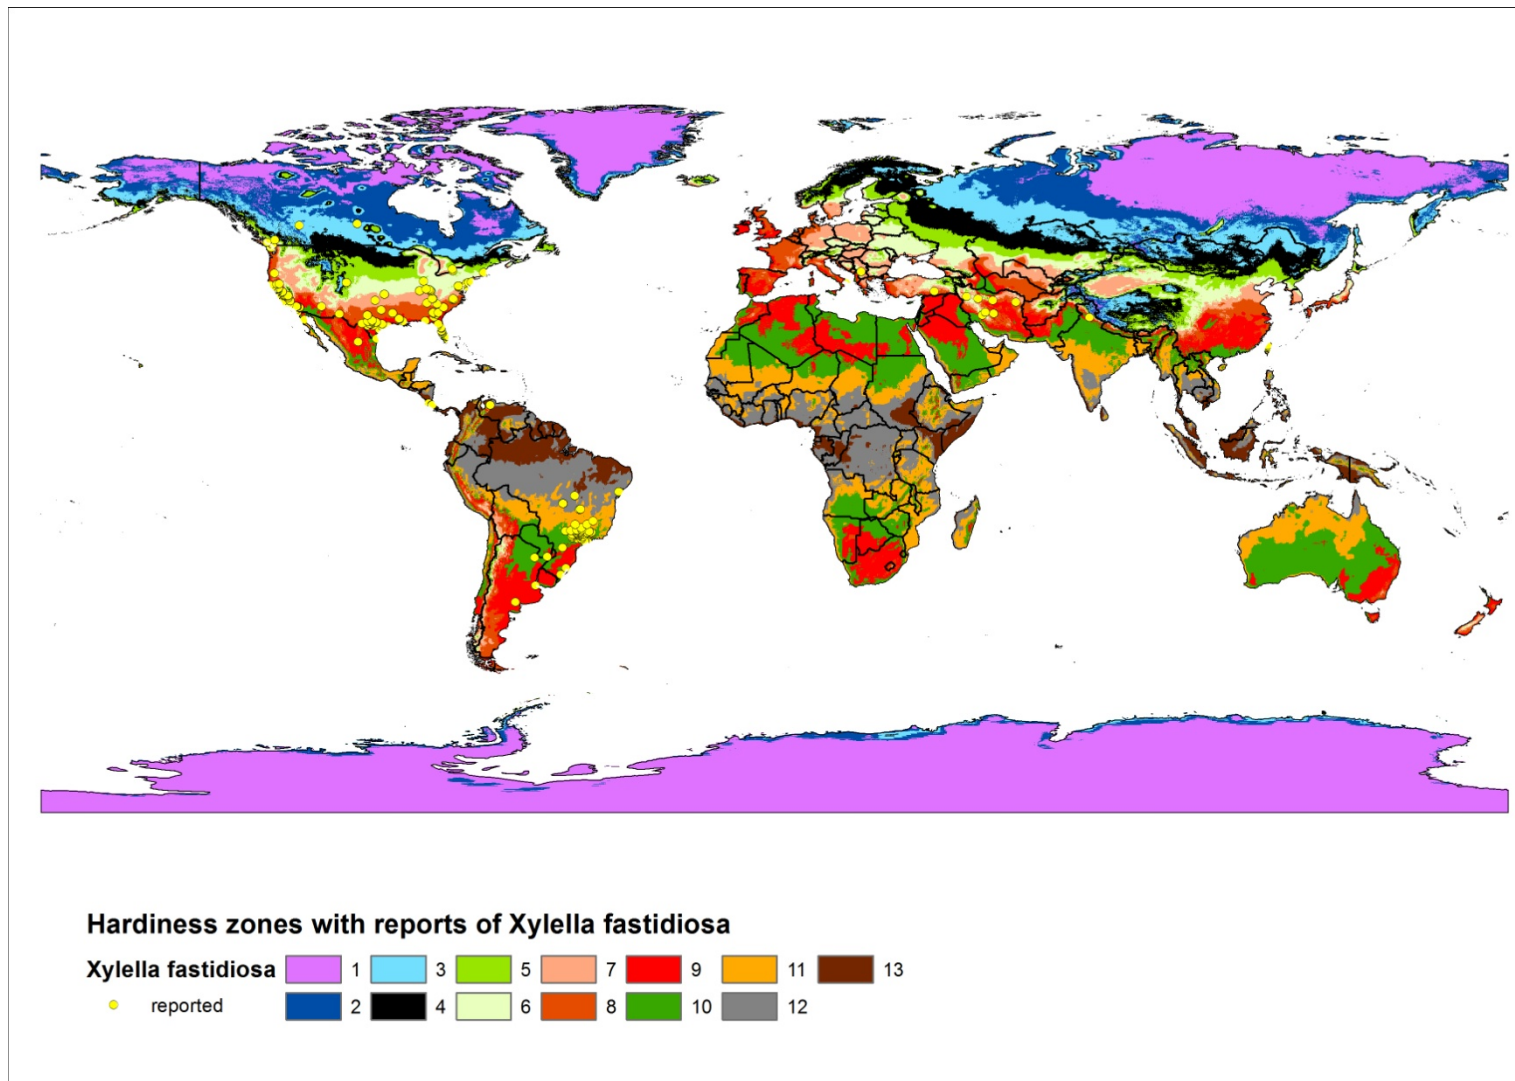 Hardiness zones with reports of Xylella fastidiosa
Xylella fastidiosa 1 3 5 7 9 11 13
reported 2 4 6 8 10 12